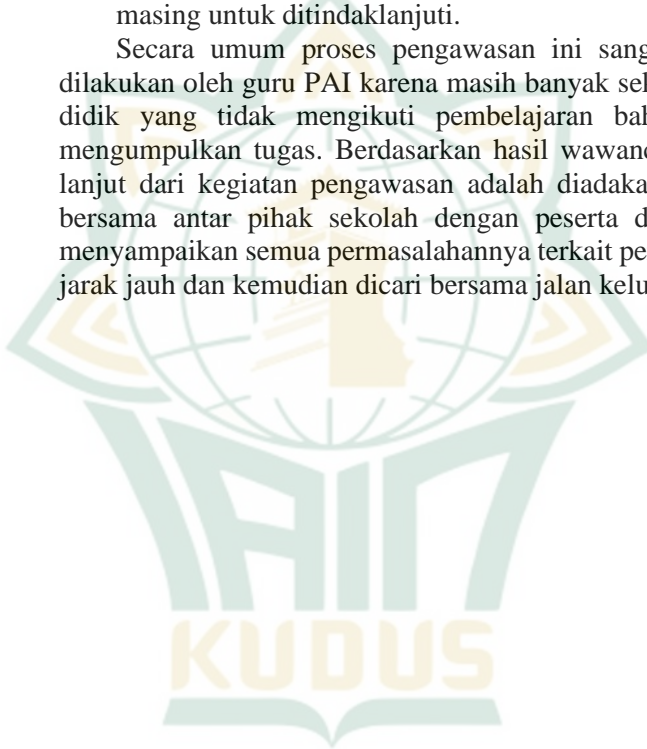 masing untuk ditindaklanjuti.
Secara umum proses pengawasan ini sang
dilakukan oleh guru PAI karena masih banyak sel
didik yang tidak mengikuti pembelajaran bah
mengumpulkan tugas. Berdasarkan hasil wawanc
lanjut dari kegiatan pengawasan adalah diadaka
bersama antar pihak sekolah dengan peserta d
menyampaikan semua permasalahannya terkait pe
jarak jauh dan kemudian dicari bersama jalan kelu
IAIN
KUDUS